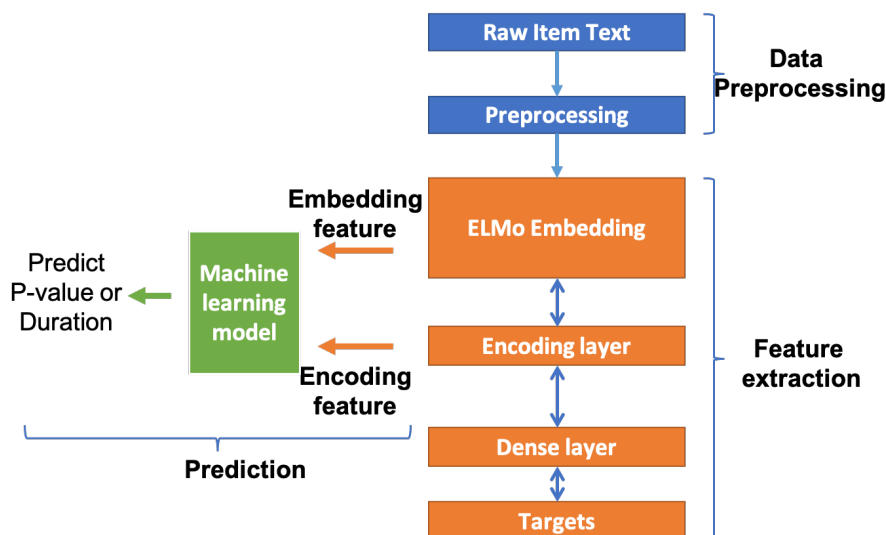 Raw Item Text
Data
Preprocessing
Preprocessing
Embedding
feature
ELMo Embedding
Machine
learning
model
Predict
P-value or
Duration
Encoding layer
Encoding
feature
Feature
extraction
Dense layer
Prediction
Targets